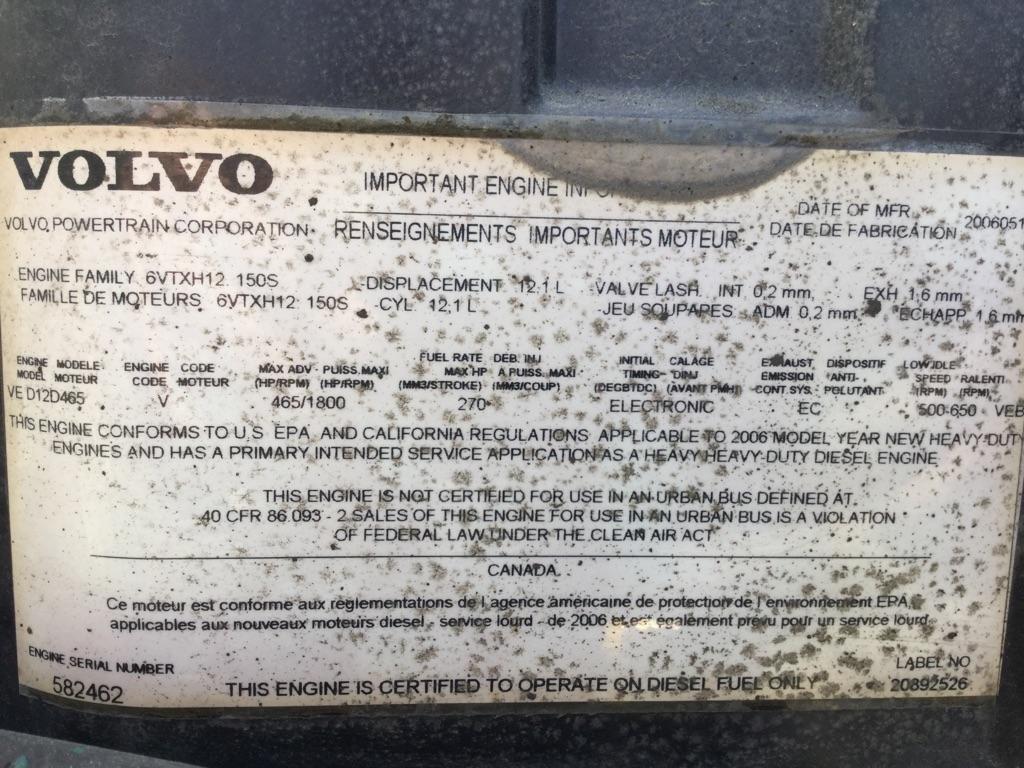 VOLVO
IMPORTANT ENGINE
VOLVO POWERTRAIN CORPORATION
RENSEIGNEMENTS IMPORTANTS MOTEUR
DATE OF MFR
DATE DE FABRICATION 2006051
ENGINE FAMILY 6VTXH12.150S DISPLACEMENT 12.1 L VALVE LASH INT 0.2 mm EXH 1.6 mm
FAMILLE DE MOTEURS 6VTXH12 150S CYL 12.1 L JEU SOUPAPES ADM 0,2 mm ECHAPP 1,6 mm
ENGINE MODELE
MODEL MOTEUR
VE D12D465
ENGINE CODE
CODE MOTEUR
V
MAX ADV PUISS.MAXI
(HP/RPM) (HP/RPM)
465/1800
FUEL RATE DEB. INJ
MAX HP A PUISS. MAXI
(MM3/STROKE) (MM3/COUP)
270
INITIAL CALAGE
TIMING D'INJ
(DEGBTDC) (AVANT PMH)
ELECTRONIC
EXHAUST DISPOSITIF
EMISSION ANTI-
CONT.SYS. POLUTANT
EC
LOW IDLE
SPEED RALENTI
(RPM) (RPM)
500-650 VEB
THIS ENGINE CONFORMS TO U.S. EPA AND CALIFORNIA REGULATIONS APPLICABLE TO 2006 MODEL YEAR NEW HEAVY-DUTY
ENGINES AND HAS A PRIMARY INTENDED SERVICE APPLICATION AS A HEAVY HEAVY-DUTY DIESEL ENGINE
THIS ENGINE IS NOT CERTIFIED FOR USE IN AN URBAN BUS DEFINED AT
40 CFR 86.093 - 2 SALES OF THIS ENGINE FOR USE IN AN URBAN BUS IS A VIOLATION
OF FEDERAL LAW UNDER THE CLEAN AIR ACT
CANADA
Ce moteur est conforme aux réglementations de l'agence américaine de protection de l'environnement EPA,
applicables aux nouveaux moteurs diesel - service lourd - de 2006 et est également prévu pour un service lourd.
ENGINE SERIAL NUMBER
582462
THIS ENGINE IS CERTIFIED TO OPERATE ON DIESEL FUEL ONLY
LABEL NO
20892526